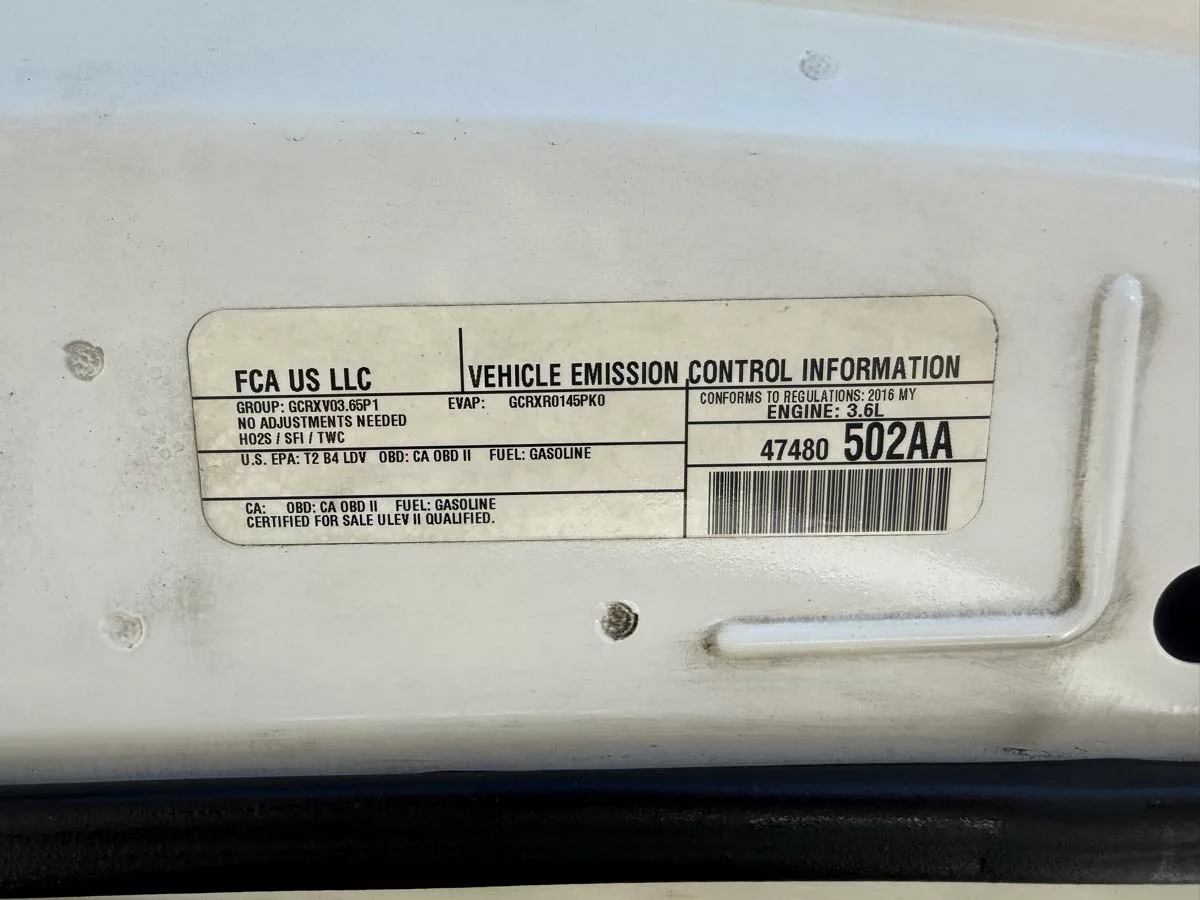 FCA US LLC
VEHICLE EMISSION CONTROL INFORMATION
GROUP: GCRXV03.65P1 EVAP: GCRXR0145PK0
NO ADJUSTMENTS NEEDED
HO2S / SFI / TWC
U.S. EPA: T2 B4 LDV OBD: CA OBD II FUEL: GASOLINE
CA: OBD: CA OBD II FUEL: GASOLINE
CERTIFIED FOR SALE ULEV II QUALIFIED.
CONFORMS TO REGULATIONS: 2016 MY
ENGINE: 3.6L
47480 502AA